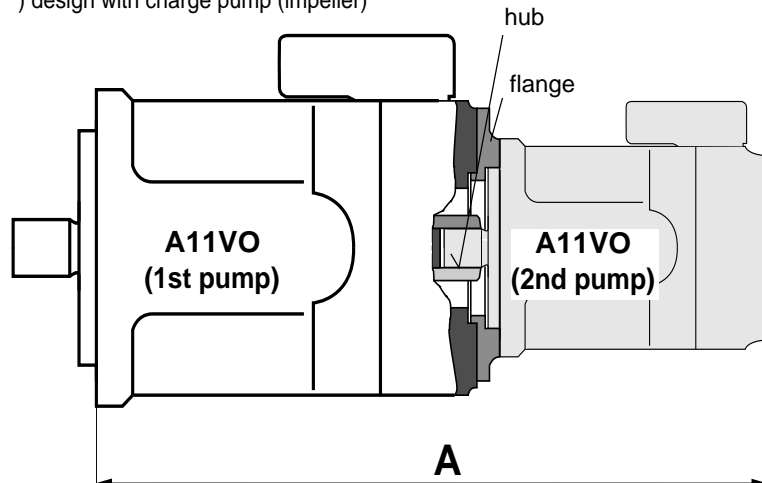 ) design with charge pump (impeller)
hub
flange
A11VO
(1st pump)
A11VO
(2nd pump)
A